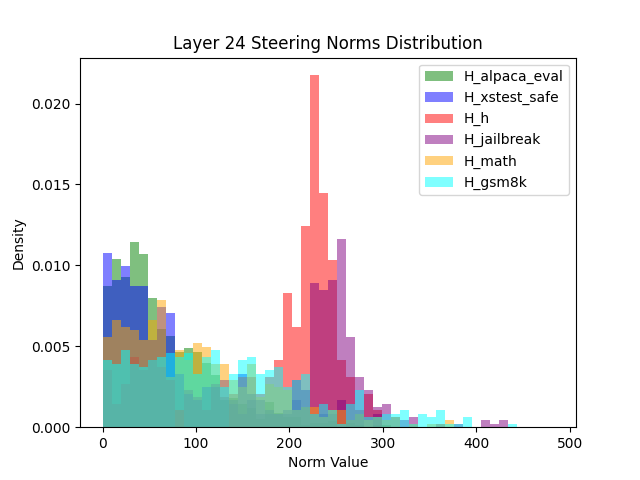 Layer 24 Steering Norms Distribution
H_alpaca_eval
H_xstest_safe
H_h
H_jailbreak
H_math
H_gsm8k
Density
0.020
0.015
0.010
0.005
0.000
0 100 200 300 400 500
Norm Value